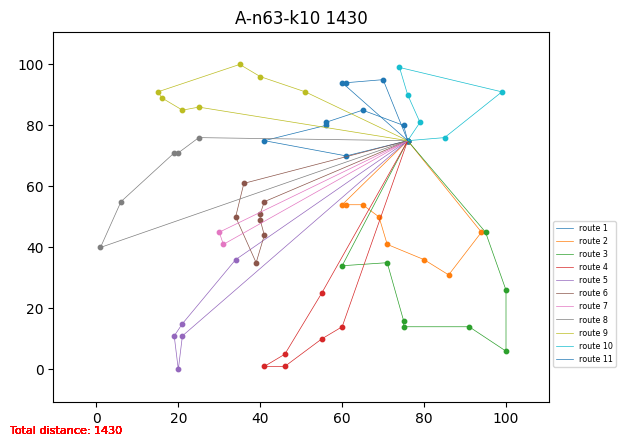 A-n63-k10 1430
100
80
60
40
20
0
0 20 40 60 80 100
route 1
route 2
route 3
route 4
route 5
route 6
route 7
route 8
route 9
route 10
route 11
Total distance: 1430